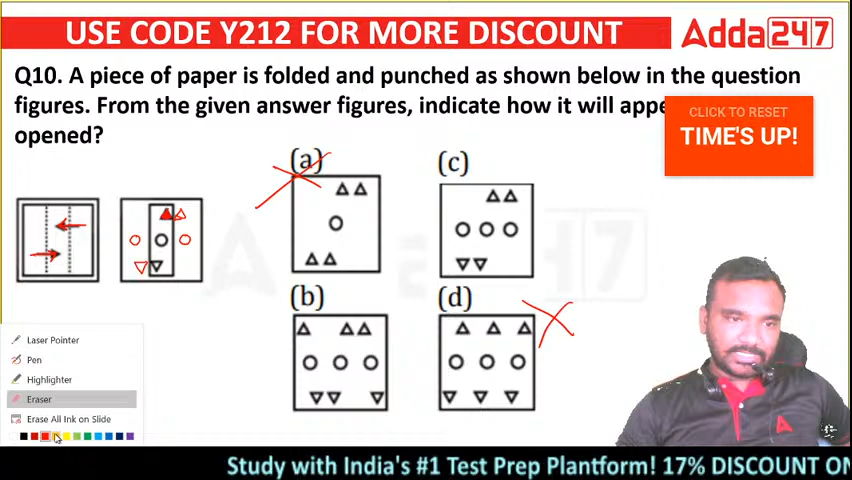 USE CODE Y212 FOR MORE DISCOUNT
Adda247
Q10. A piece of paper is folded and punched as shown below in the question
figures. From the given answer figures, indicate how it will
opened?
CLICK TO RESET
TIME'S UP!
(a)
(c)
(b)
(d)
Laser Pointer
Pen
Highlighter
Eraser
Erase All Ink on Slide
Study with India's #1 Test Prep Plantform! 17% DISCOUNT ON